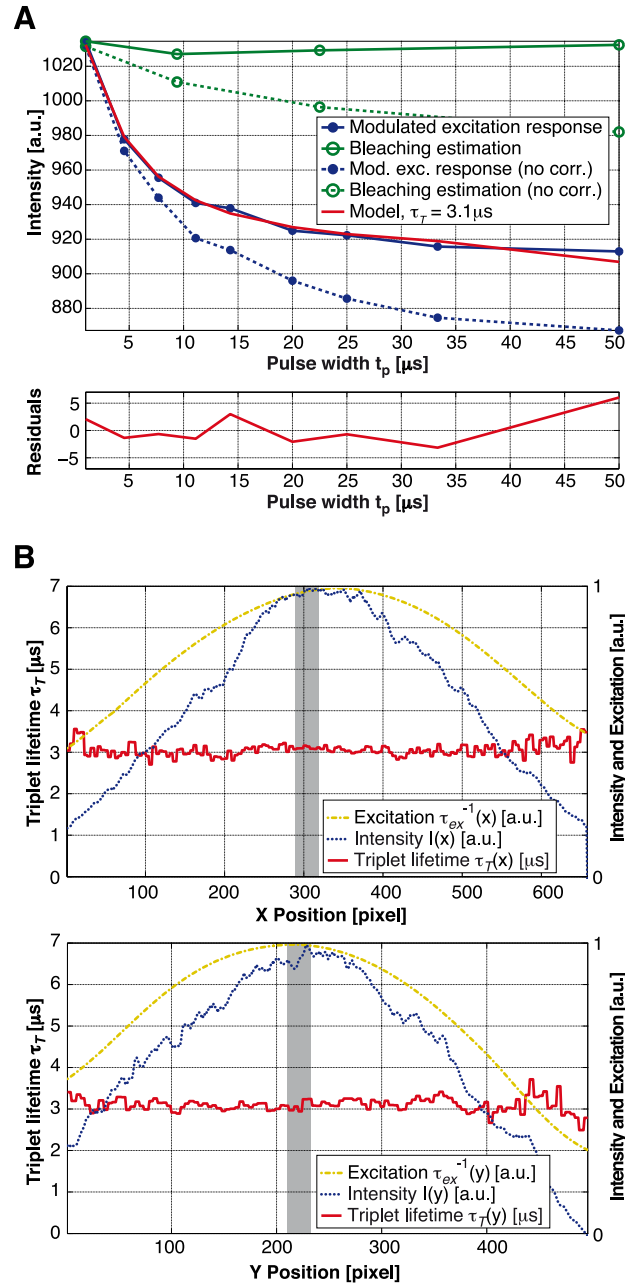 A
1020
1000
980
960
940
920
900
880
Intensity [a.u.]
Modulated excitation response
Bleaching estimation
Mod. exc. response (no corr.)
Bleaching estimation (no corr.)
Model, τT = 3.1μs
5 10 15 20 25 30 35 40 45 50
Pulse width tp [μs]
5
0
−5
Residuals
5 10 15 20 25 30 35 40 45 50
Pulse width tp [μs]
B
7
6
5
4
3
2
1
0
Triplet lifetime τT [μs]
1
0
Intensity and Excitation [a.u.]
Excitation τex-1(x) [a.u.]
Intensity I(x) [a.u.]
Triplet lifetime τT(x) [μs]
100 200 300 400 500 600
X Position [pixel]
7
6
5
4
3
2
1
0
Triplet lifetime τT [μs]
1
0
Intensity and Excitation [a.u.]
Excitation τex-1(y) [a.u.]
Intensity I(y) [a.u.]
Triplet lifetime τT(y) [μs]
100 200 300 400
Y Position [pixel]